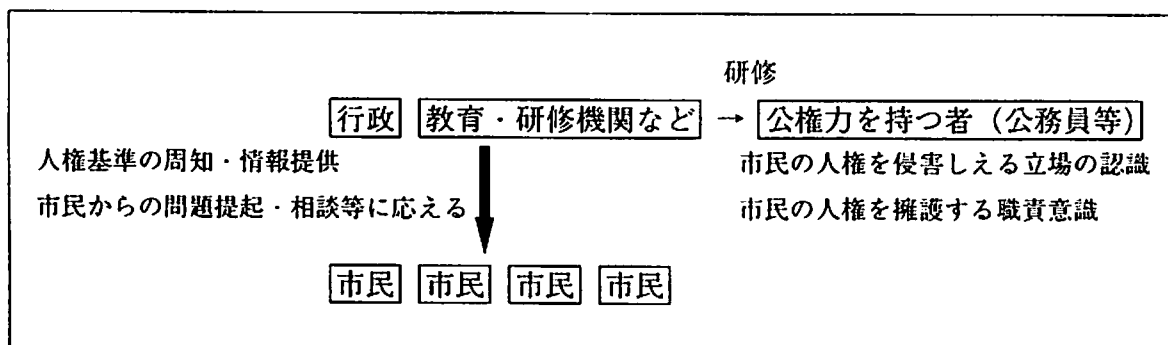 研修
行政 教育・研修機関など → 公権力を持つ者（公務員等）
人権基準の周知・情報提供
市民の人権を侵害しえる立場の認識
市民からの問題提起・相談等に応える
市民の人権を擁護する職責意識
市民 市民 市民 市民